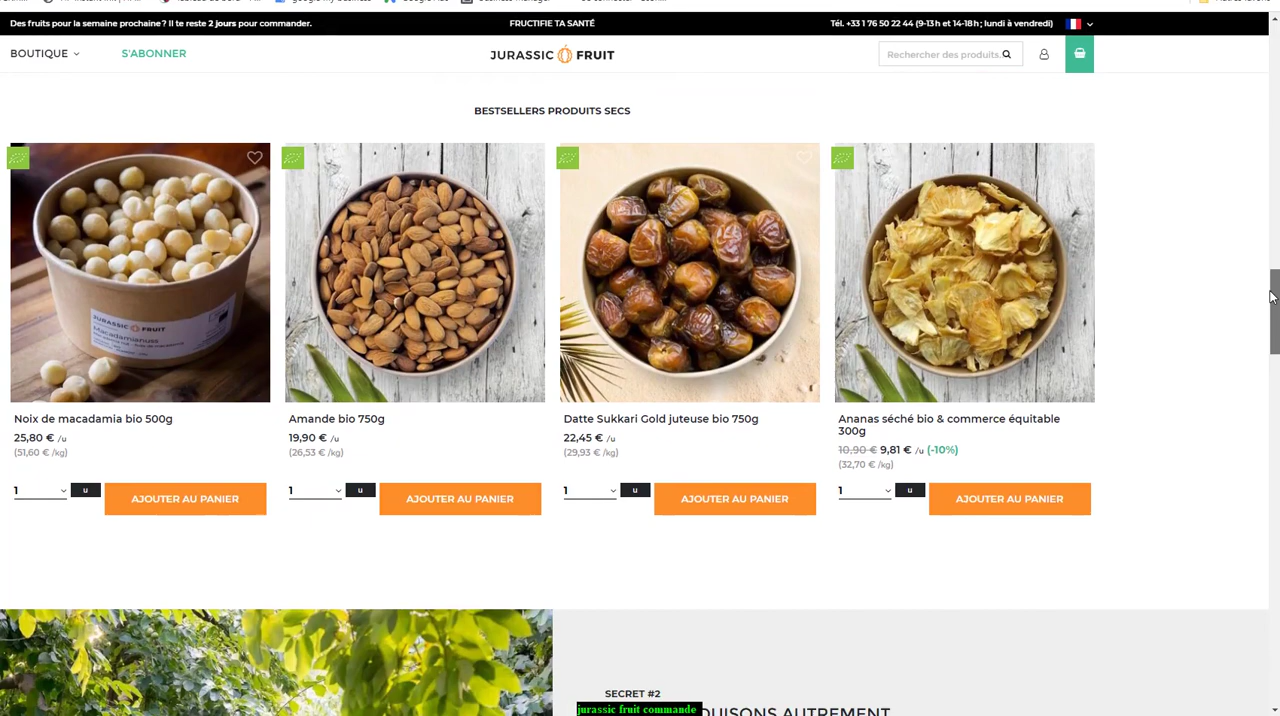 Des fruits pour la semaine prochaine ? Il te reste 2 jours pour commander.
FRUCTIFIE TA SANTÉ
Tél. +33 1 76 50 22 44 (9-13h et 14-18h; lundi à vendredi)
BOUTIQUE
S'ABONNER
JURASSIC FRUIT
Rechercher des produits.
BESTSELLERS PRODUITS SECS
JURASSIC FRUIT
Macadamianuss
Noix de macadamia bio 500g
25,80 € /u
(51,60 € /kg)
1 u AJOUTER AU PANIER
Amande bio 750g
19,90 € /u
(26,53 € /kg)
1 u AJOUTER AU PANIER
Datte Sukkari Gold juteuse bio 750g
22,45 € /u
(29,93 € /kg)
1 u AJOUTER AU PANIER
Ananas séché bio & commerce équitable
300g
10,90 € 9,81 € /u (-10%)
(32,70 € /kg)
1 u AJOUTER AU PANIER
SECRET #2
jurassic fruit commande